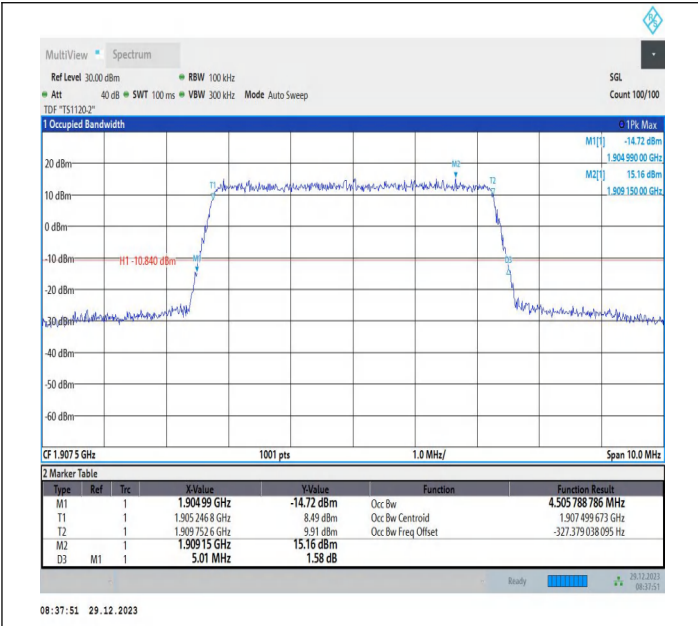 R S
MultiView Spectrum
Ref Level 30.00 dBm RBW 100 kHz SGL
Att 40 dB SWT 100 ms VBW 300 kHz Mode Auto Sweep Count 100/100
TDF "TS1120-2"
1 Occupied Bandwidth 1Pk Max
M1[1] -14.72 dBm
1.904 990 00 GHz
M2[1] 15.16 dBm
1.909 150 00 GHz
20 dBm
M2
T1 T2
10 dBm
0 dBm
-10 dBm
H1 -10.840 dBm M1 D3
-20 dBm
-30 dBm
-40 dBm
-50 dBm
-60 dBm
CF 1.907 5 GHz 1001 pts 1.0 MHz/ Span 10.0 MHz
2 Marker Table
Type Ref Trc X-Value Y-Value Function Function Result
M1 1 1.904 99 GHz -14.72 dBm Occ Bw 4.505 788 786 MHz
T1 1 1.905 246 8 GHz 8.49 dBm Occ Bw Centroid 1.907 499 673 GHz
T2 1 1.909 752 6 GHz 9.91 dBm Occ Bw Freq Offset -327.379 038 095 Hz
M2 1 1.909 15 GHz 15.16 dBm
D3 M1 1 5.01 MHz 1.58 dB
Ready 29.12.2023
08:37:51
08:37:51 29.12.2023